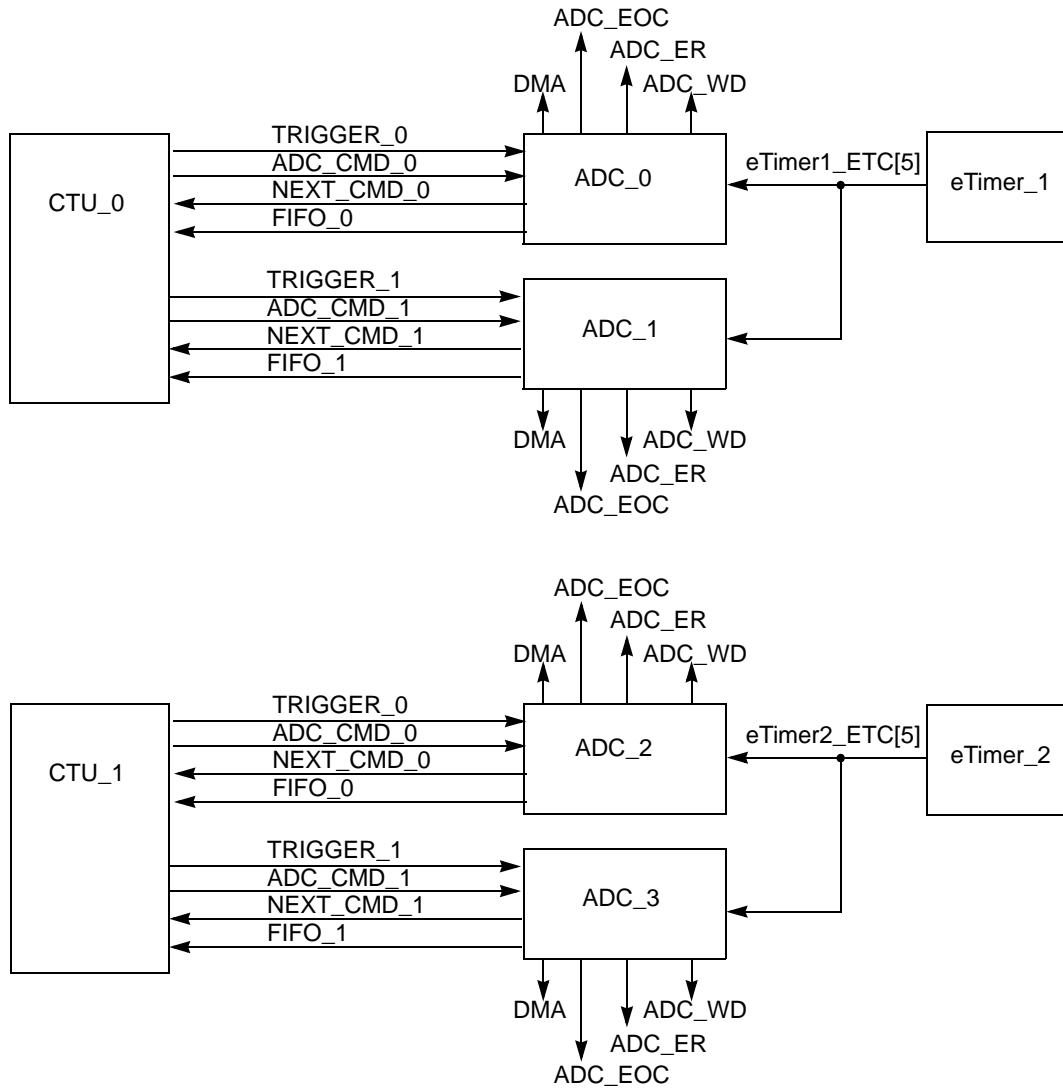 ADC_EOC
ADC_ER
DMA
ADC_WD
TRIGGER_0
ADC_CMD_0
NEXT_CMD_0
FIFO_0
CTU_0
ADC_0
eTimer1_ETC[5]
eTimer_1
TRIGGER_1
ADC_CMD_1
NEXT_CMD_1
FIFO_1
ADC_1
DMA
ADC_WD
ADC_ER
ADC_EOC
ADC_EOC
ADC_ER
DMA
ADC_WD
TRIGGER_0
ADC_CMD_0
NEXT_CMD_0
FIFO_0
CTU_1
ADC_2
eTimer2_ETC[5]
eTimer_2
TRIGGER_1
ADC_CMD_1
NEXT_CMD_1
FIFO_1
ADC_3
DMA
ADC_WD
ADC_ER
ADC_EOC